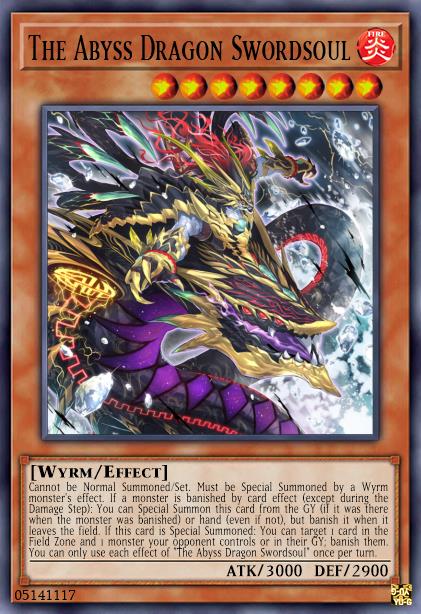 The Abyss Dragon Swordsoul
FIRE
炎
[Wyrm/Effect]
Cannot be Normal Summoned/Set. Must be Special Summoned by a Wyrm
monster's effect. If a monster is banished by card effect (except during the
Damage Step): You can Special Summon this card from the GY (if it was there
when the monster was banished) or hand (even if not), but banish it when
it leaves the field. If this card is Special Summoned: You can target 1 card in the
Field Zone and 1 monster your opponent controls or in their GY; banish them.
You can only use each effect of "The Abyss Dragon Swordsoul" once per turn.
ATK/3000 DEF/2900
05141117